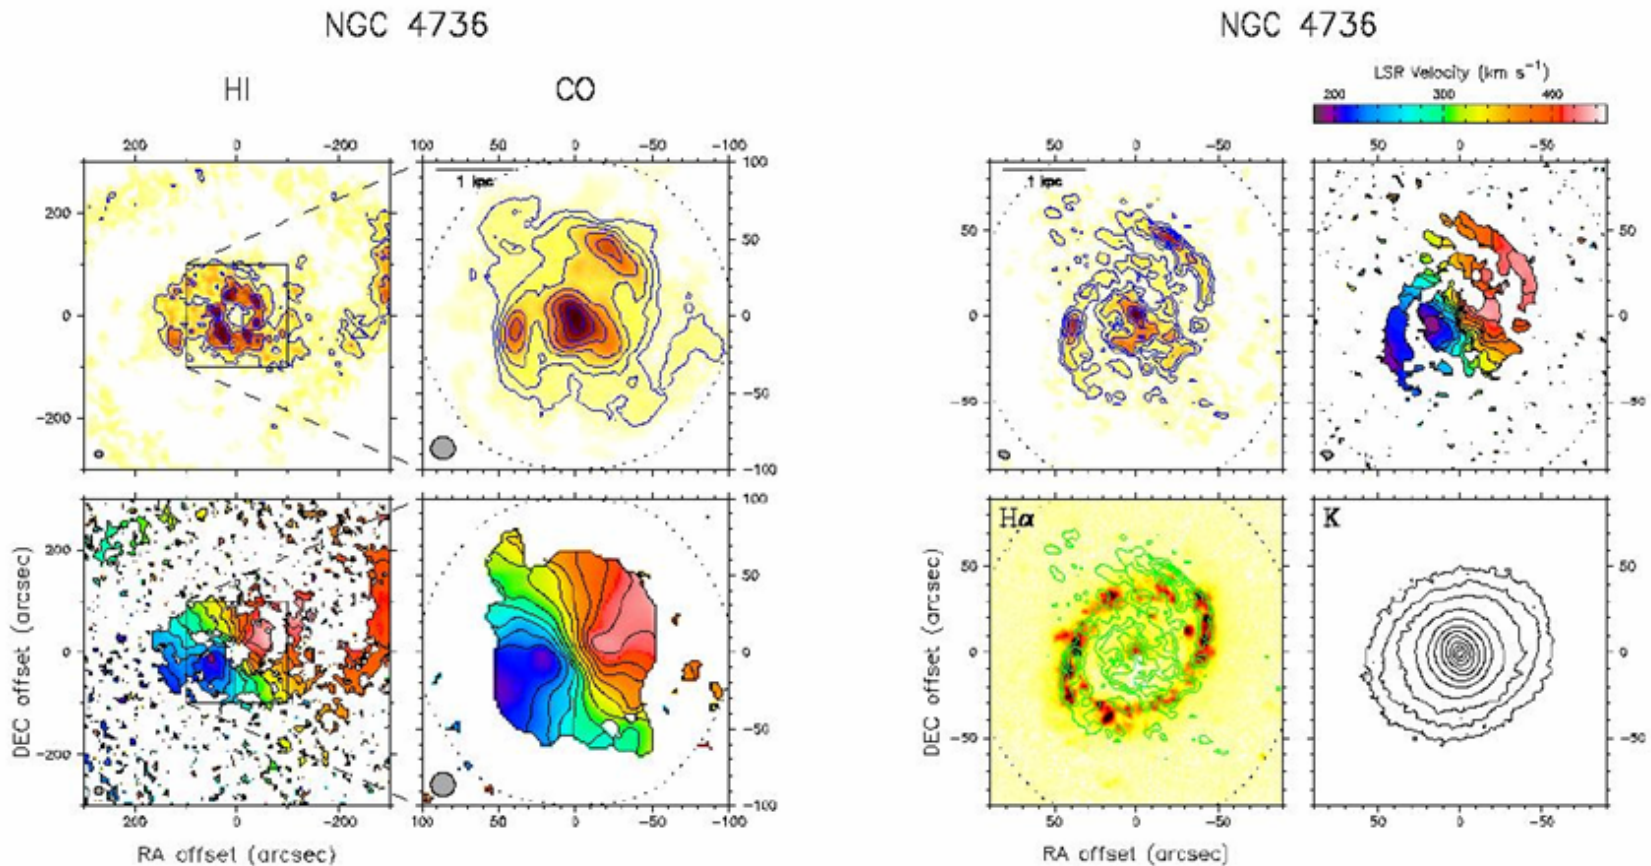 NGC 4736
NGC 4736
HI
CO
LSR Velocity (km s⁻¹)
200 300 400
200 0 -200
100 50 0 -50 -100
50 0 -50
50 0 -50
1 kpc
1 kpc
200
0
-200
100
50
0
-50
-100
50
0
-50
50
0
-50
Hα
K
DEC offset (arcsec)
200
0
-200
100
50
0
-50
-100
DEC offset (arcsec)
50
0
-50
50
0
-50
200 0 -200
100 50 0 -50 -100
50 0 -50
50 0 -50
RA offset (arcsec)
RA offset (arcsec)